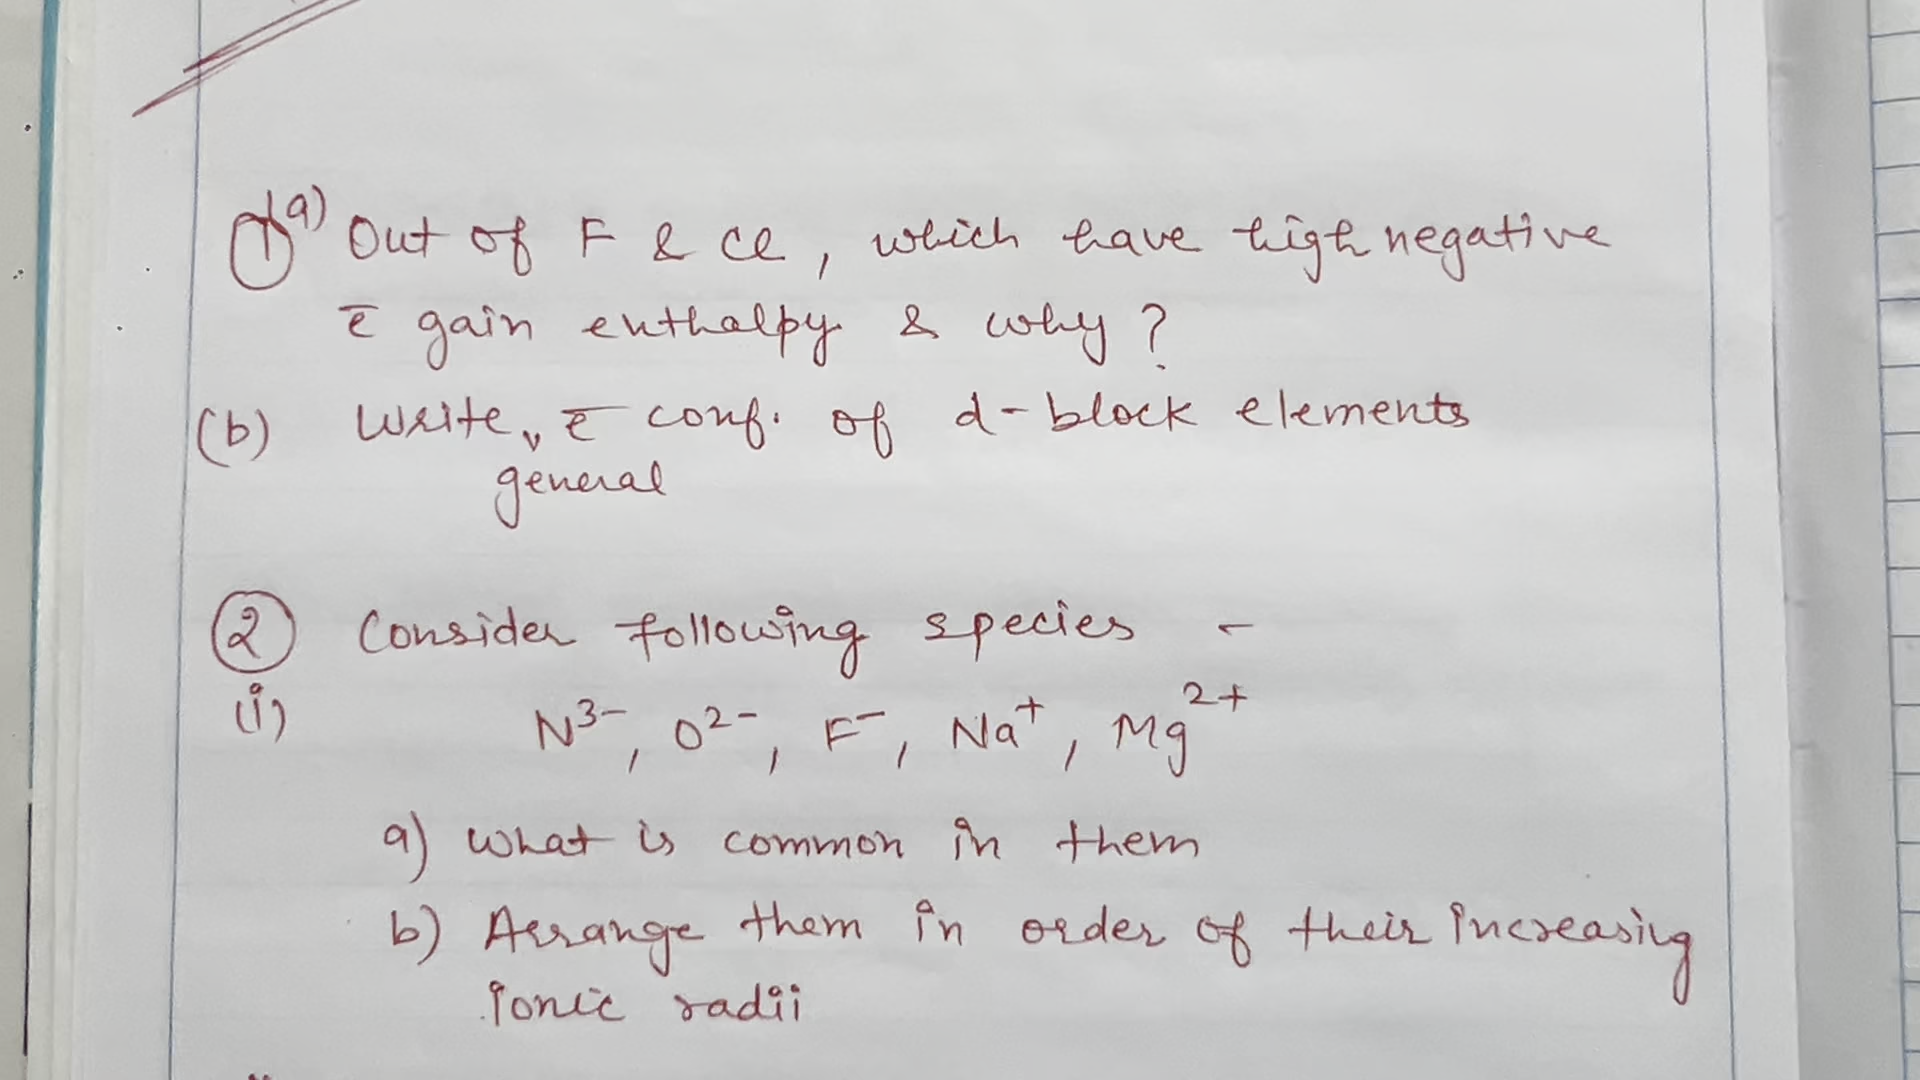 ① a) Out of F & Cl, which have high negative
e̅ gain enthalpy & why?
(b) Write ᵥ e̅ conf. of d-block elements
general
② Consider following species -
(i) N³⁻, O²⁻, F⁻, Na⁺, Mg²⁺
a) What is common in them
b) Arrange them in order of their increasing
ionic radii